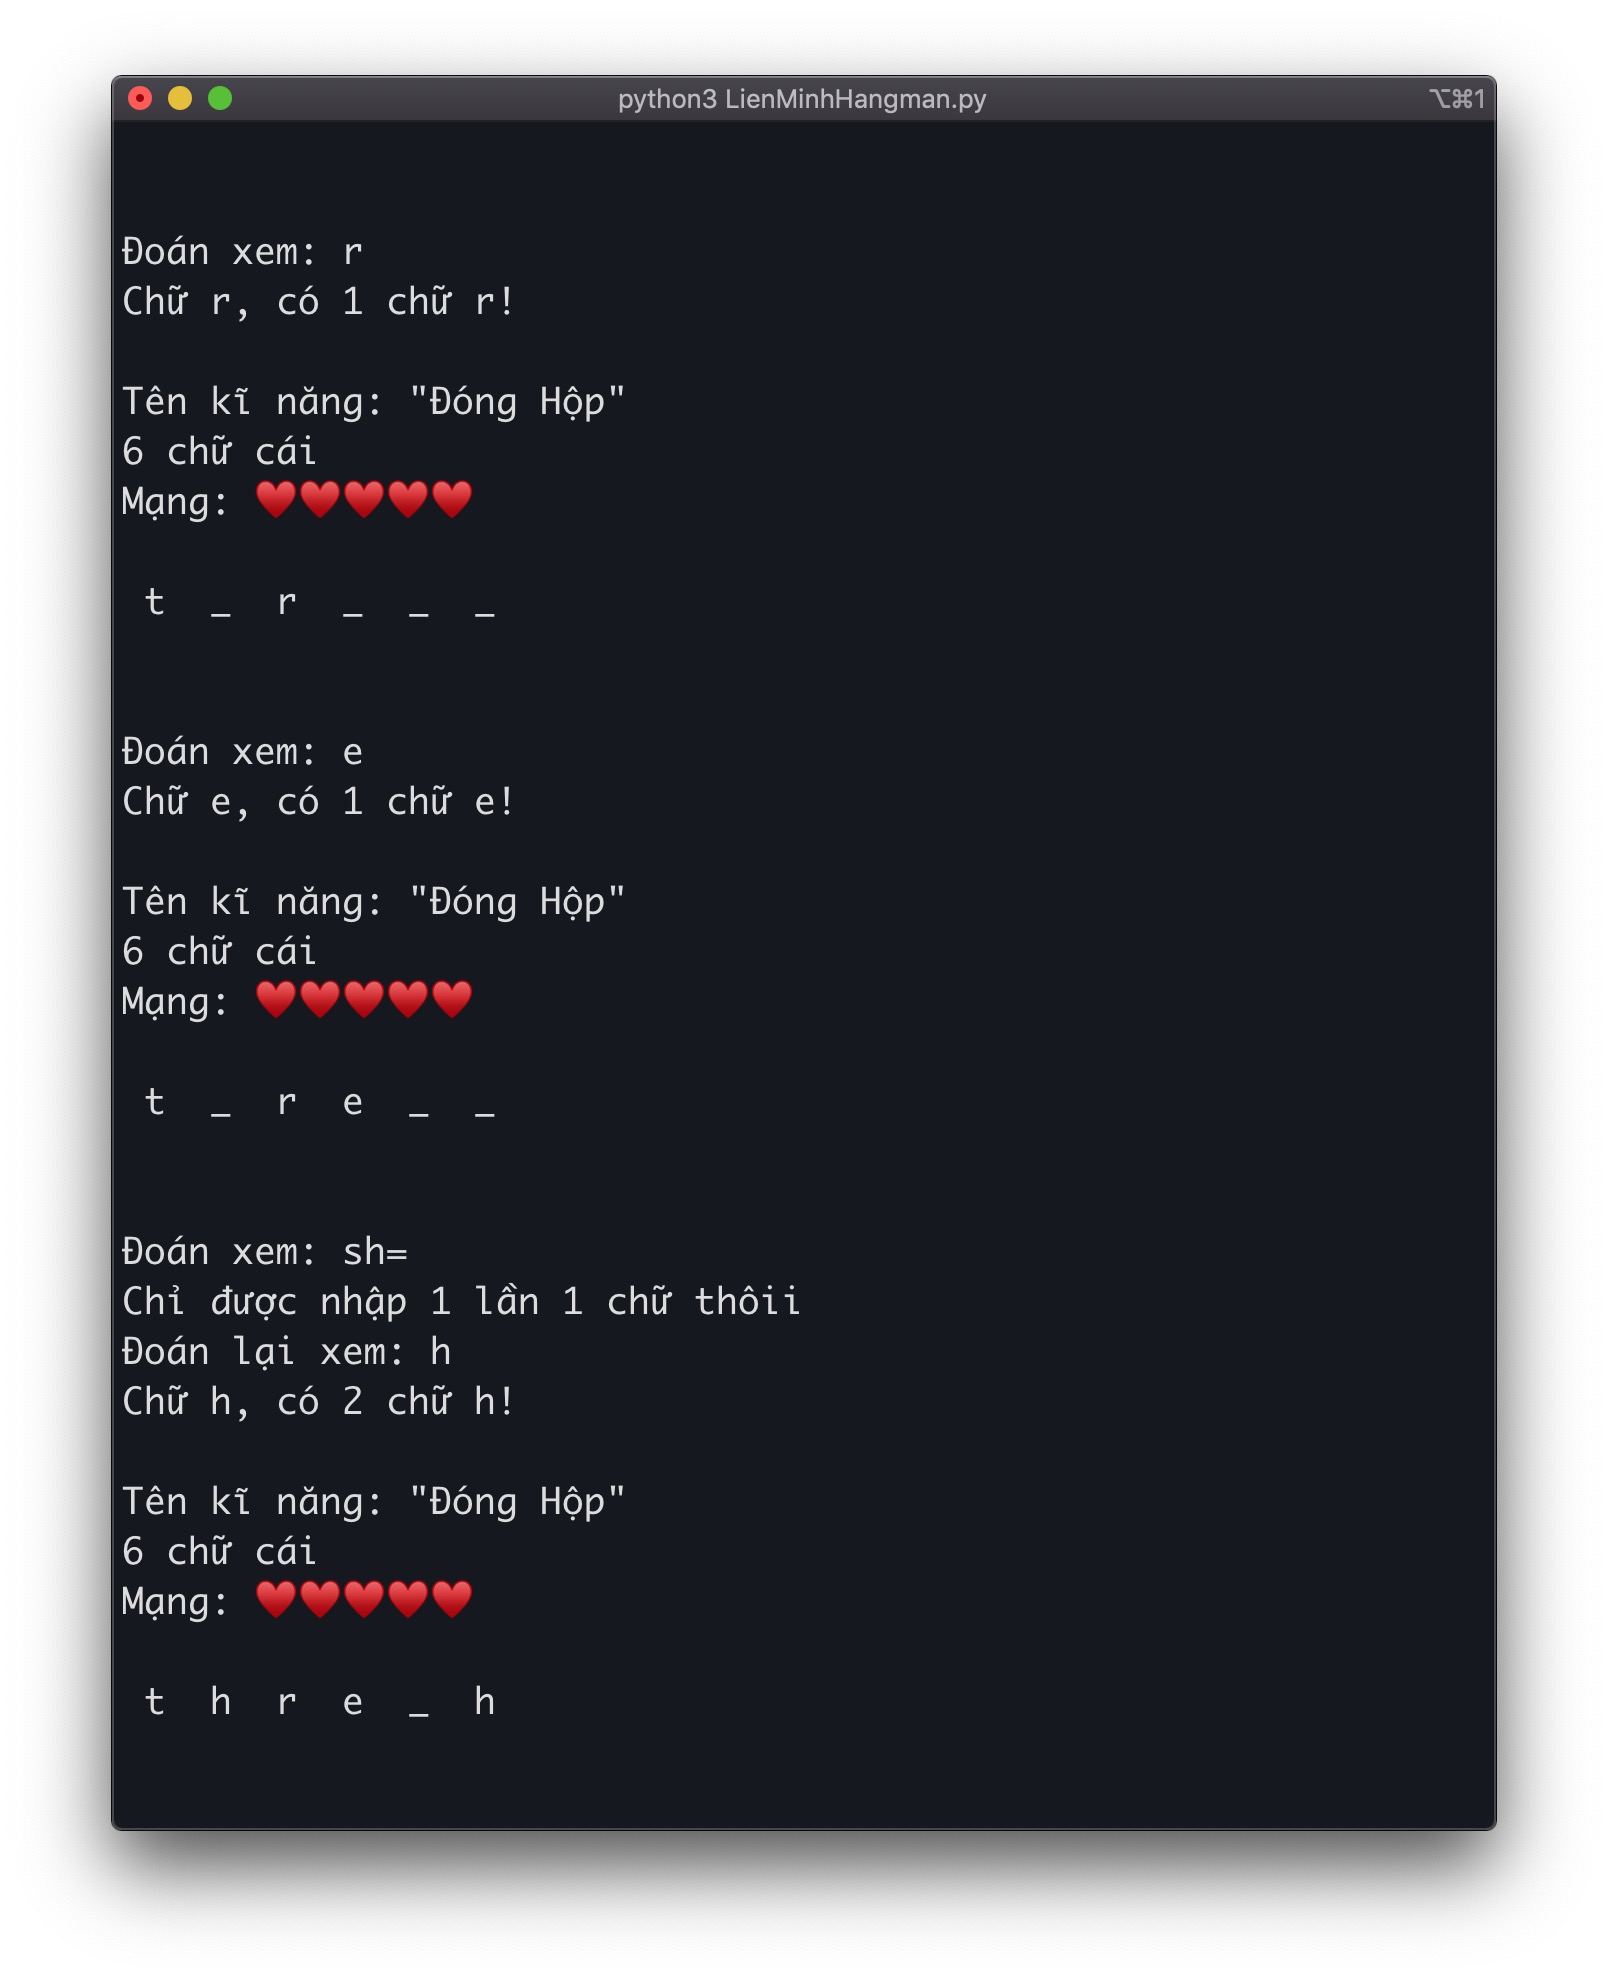 python3 LienMinhHangman.py ⌥⌘1
Đoán xem: r
Chữ r, có 1 chữ r!
Tên kĩ năng: "Đóng Hộp"
6 chữ cái
Mạng: ♥♥♥♥♥
t _ r _ _ _
Đoán xem: e
Chữ e, có 1 chữ e!
Tên kĩ năng: "Đóng Hộp"
6 chữ cái
Mạng: ♥♥♥♥♥
t _ r e _ _
Đoán xem: sh=
Chỉ được nhập 1 lần 1 chữ thôii
Đoán lại xem: h
Chữ h, có 2 chữ h!
Tên kĩ năng: "Đóng Hộp"
6 chữ cái
Mạng: ♥♥♥♥♥
t h r e _ h